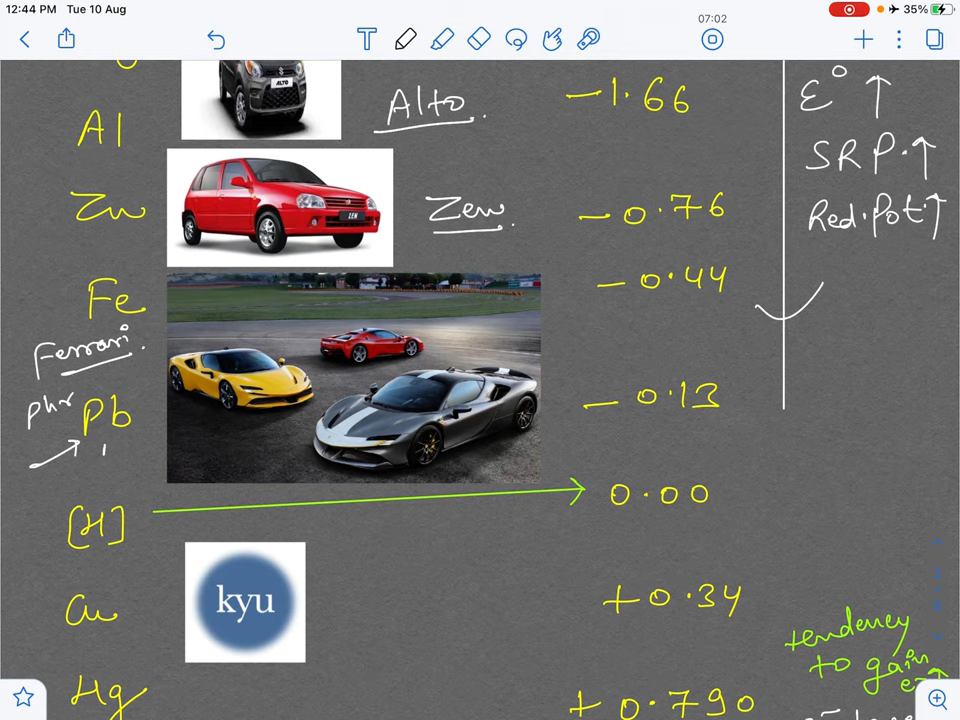 12:44 PM Tue 10 Aug
07:02
35%
T
ALTO
Al
Alto.
-1.66
ε° ↑
SRP.↑
Red.Pot.↑
Zn
ZEN
Zen.
-0.76
Fe
-0.44
Ferrari.
phr
Pb
-0.13
[H]
0.00
Cu
kyu
+0.34
tendency
to gain
e-↑
Hg
+0.790